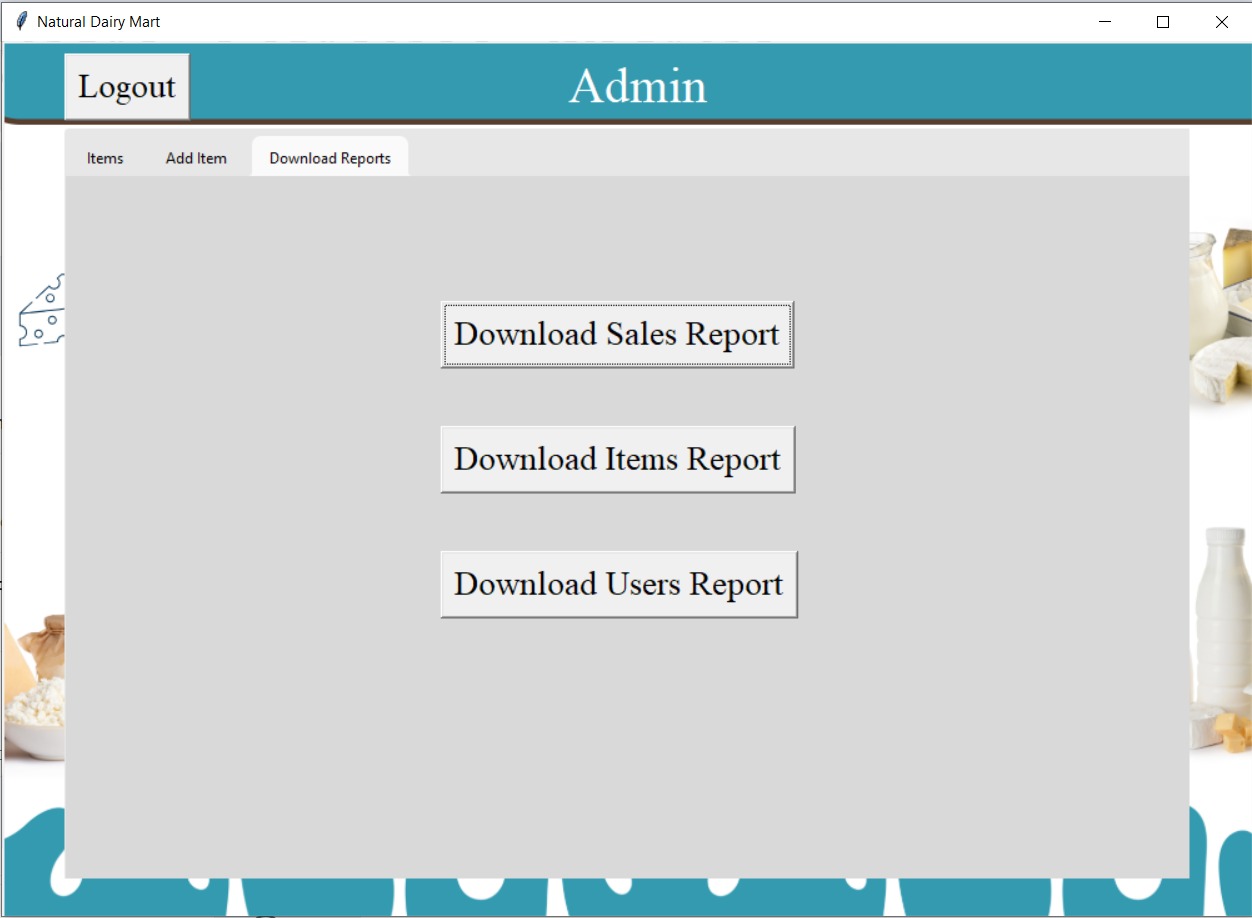 Natural Dairy Mart
Logout
Admin
Items Add Item Download Reports
Download Sales Report
Download Items Report
Download Users Report